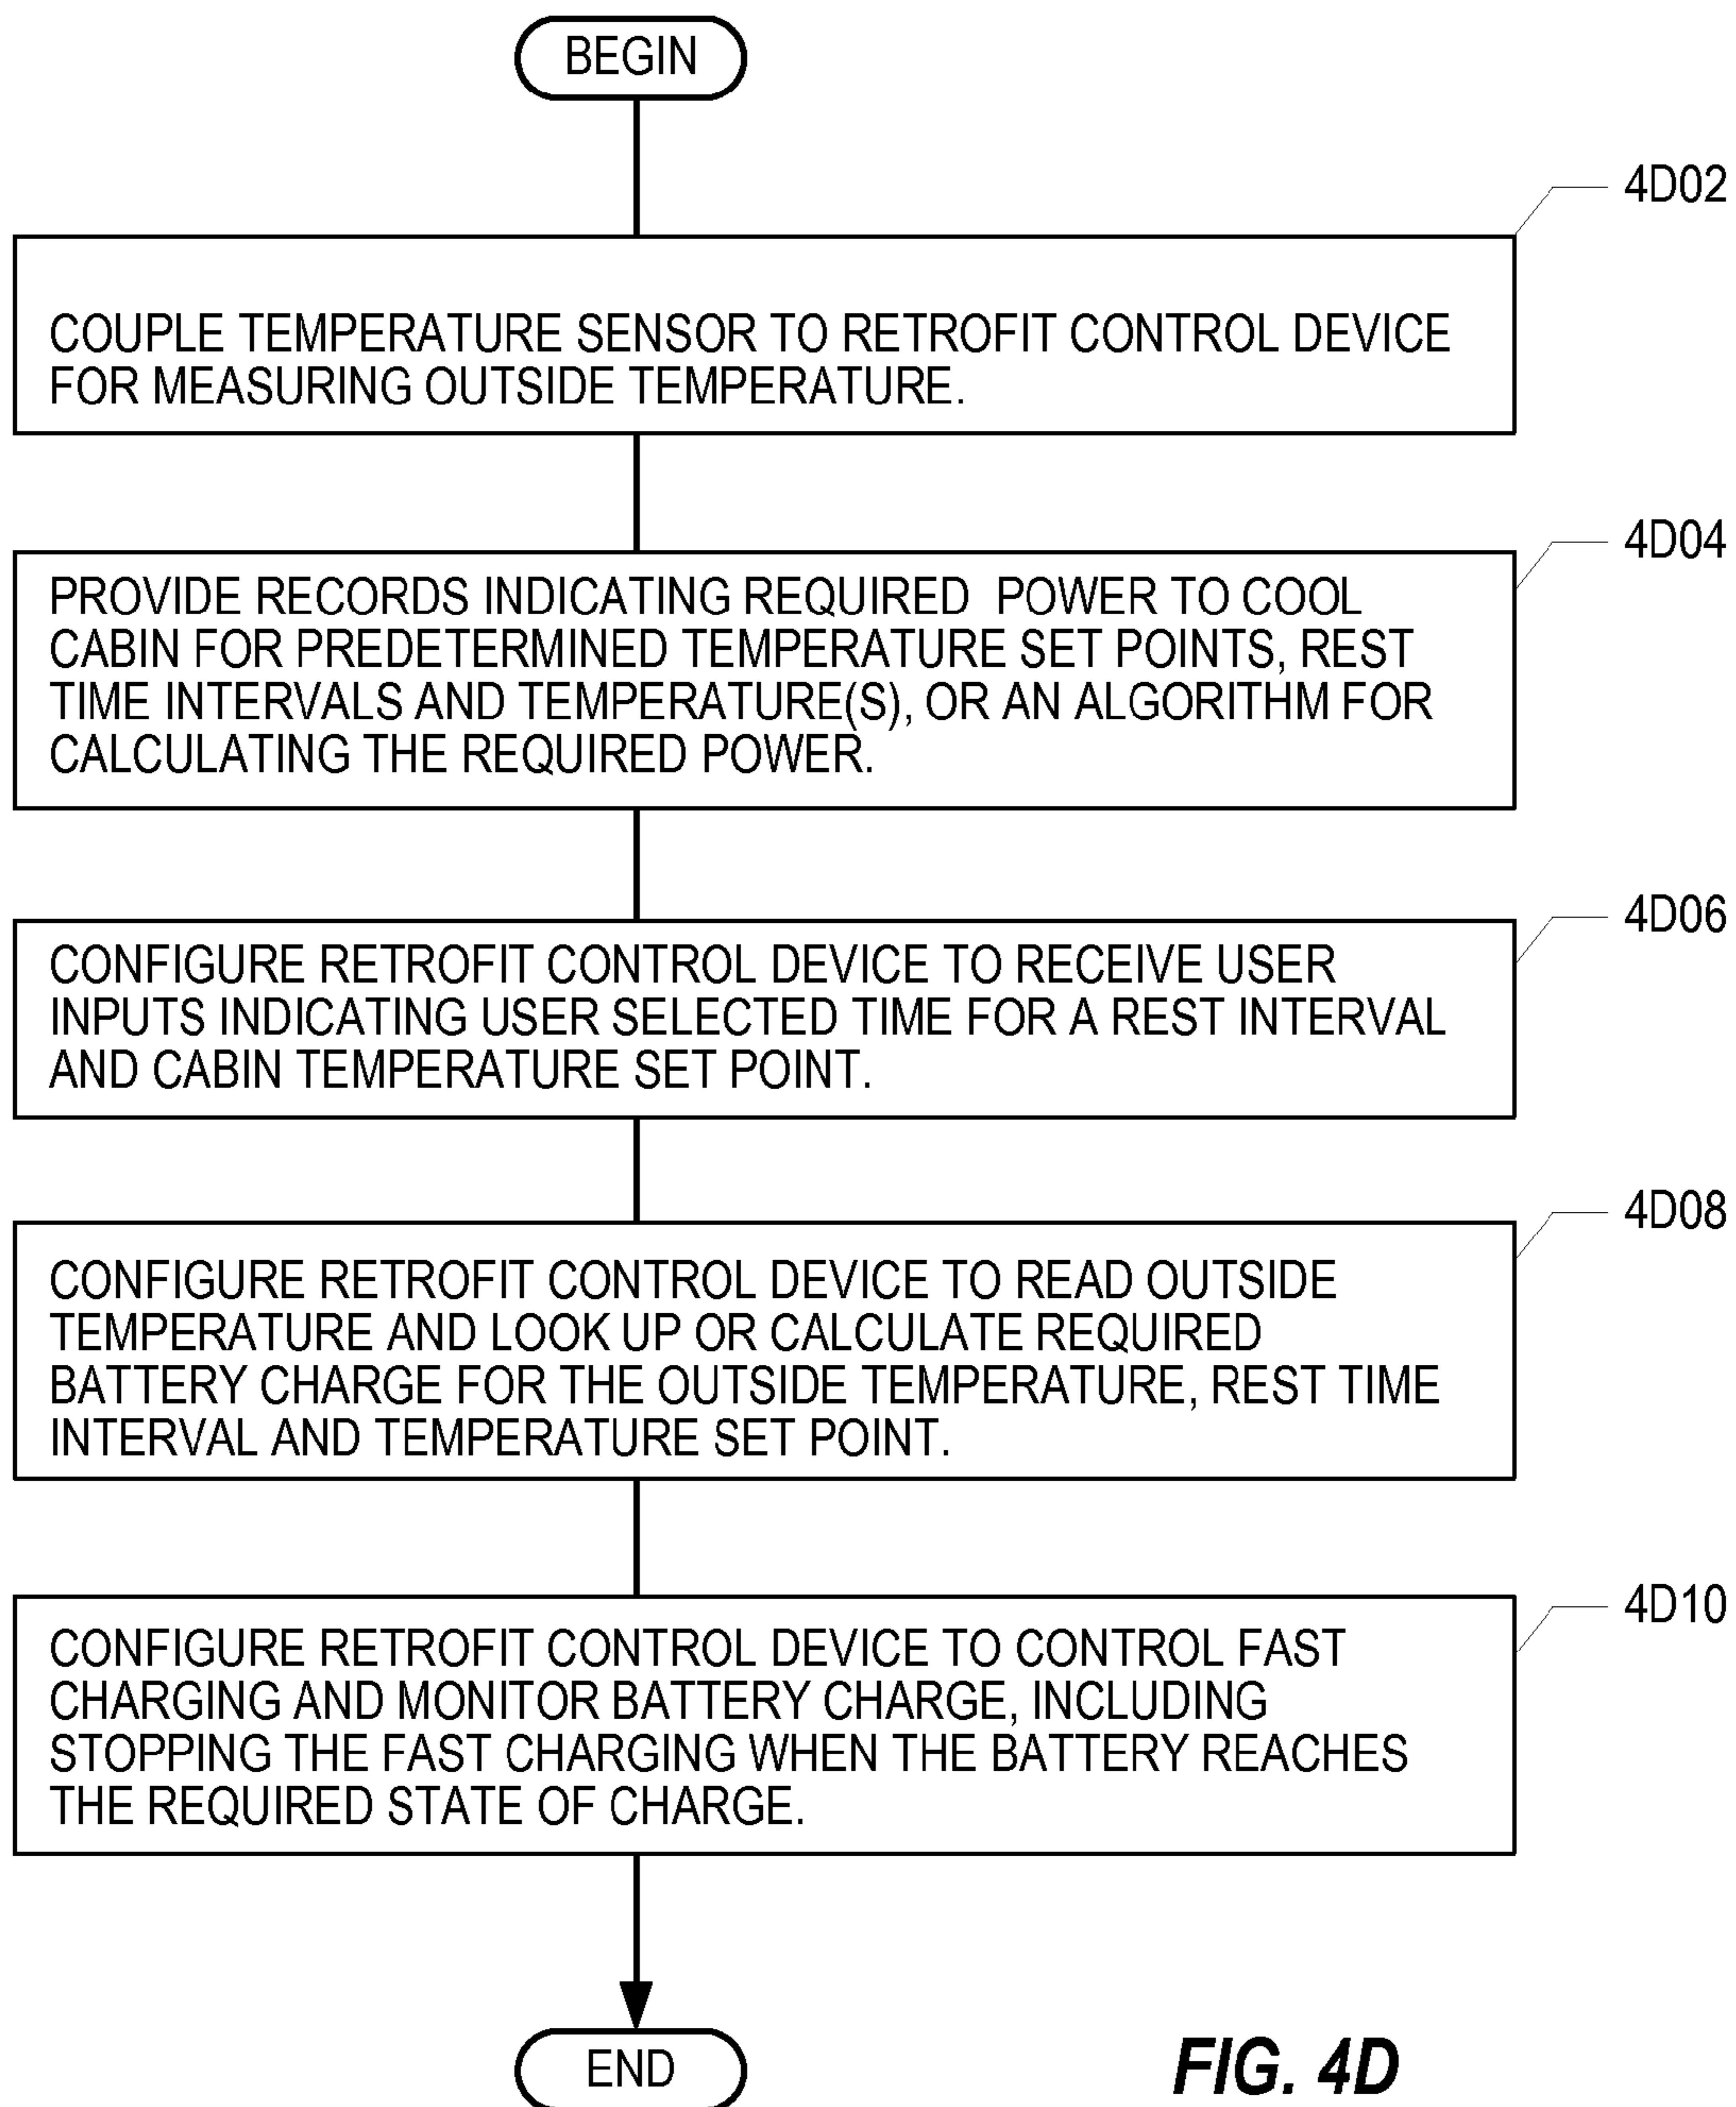 BEGIN
4D02
COUPLE TEMPERATURE SENSOR TO RETROFIT CONTROL DEVICE
FOR MEASURING OUTSIDE TEMPERATURE.
4D04
PROVIDE RECORDS INDICATING REQUIRED POWER TO COOL
CABIN FOR PREDETERMINED TEMPERATURE SET POINTS, REST
TIME INTERVALS AND TEMPERATURE(S), OR AN ALGORITHM FOR
CALCULATING THE REQUIRED POWER.
4D06
CONFIGURE RETROFIT CONTROL DEVICE TO RECEIVE USER
INPUTS INDICATING USER SELECTED TIME FOR A REST INTERVAL
AND CABIN TEMPERATURE SET POINT.
4D08
CONFIGURE RETROFIT CONTROL DEVICE TO READ OUTSIDE
TEMPERATURE AND LOOK UP OR CALCULATE REQUIRED
BATTERY CHARGE FOR THE OUTSIDE TEMPERATURE, REST TIME
INTERVAL AND TEMPERATURE SET POINT.
4D10
CONFIGURE RETROFIT CONTROL DEVICE TO CONTROL FAST
CHARGING AND MONITOR BATTERY CHARGE, INCLUDING
STOPPING THE FAST CHARGING WHEN THE BATTERY REACHES
THE REQUIRED STATE OF CHARGE.
END
FIG. 4D